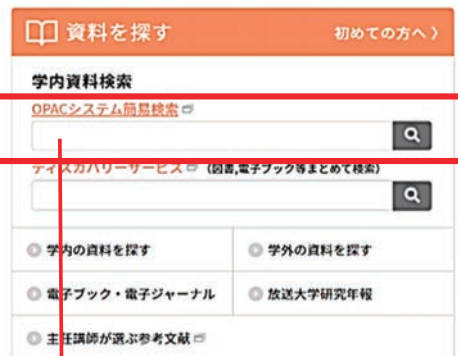 資料を探す 初めての方へ 〉
学内資料検索
OPACシステム簡易検索
ディスカバリーサービス (図書,電子ブック等まとめて検索)
学内の資料を探す 学外の資料を探す
電子ブック・電子ジャーナル 放送大学研究年報
主任講師が選ぶ参考文献